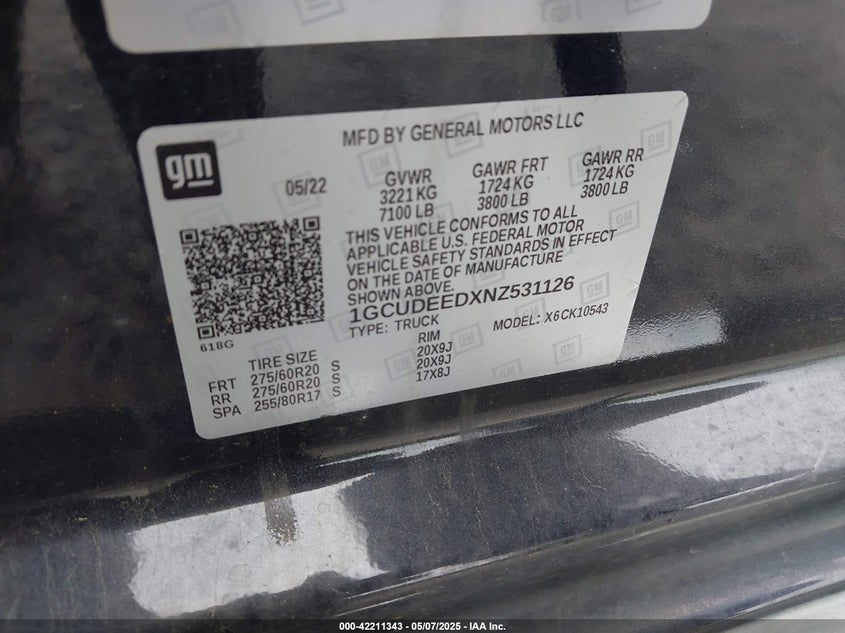 MFD BY GENERAL MOTORS LLC
gm
05/22
GVWR GAWR FRT GAWR RR
3221 KG 1724 KG 1724 KG
7100 LB 3800 LB 3800 LB
THIS VEHICLE CONFORMS TO ALL
APPLICABLE U.S. FEDERAL MOTOR
VEHICLE SAFETY STANDARDS IN EFFECT
ON THE DATE OF MANUFACTURE
SHOWN ABOVE.
1GCUDEEDXNZ531126
TYPE: TRUCK MODEL: X6CK10543
618G
TIRE SIZE RIM
FRT 275/60R20 S 20X9J
RR 275/60R20 S 20X9J
SPA 255/80R17 S 17X8J
000-42211343 - 05/07/2025 - IAA Inc.